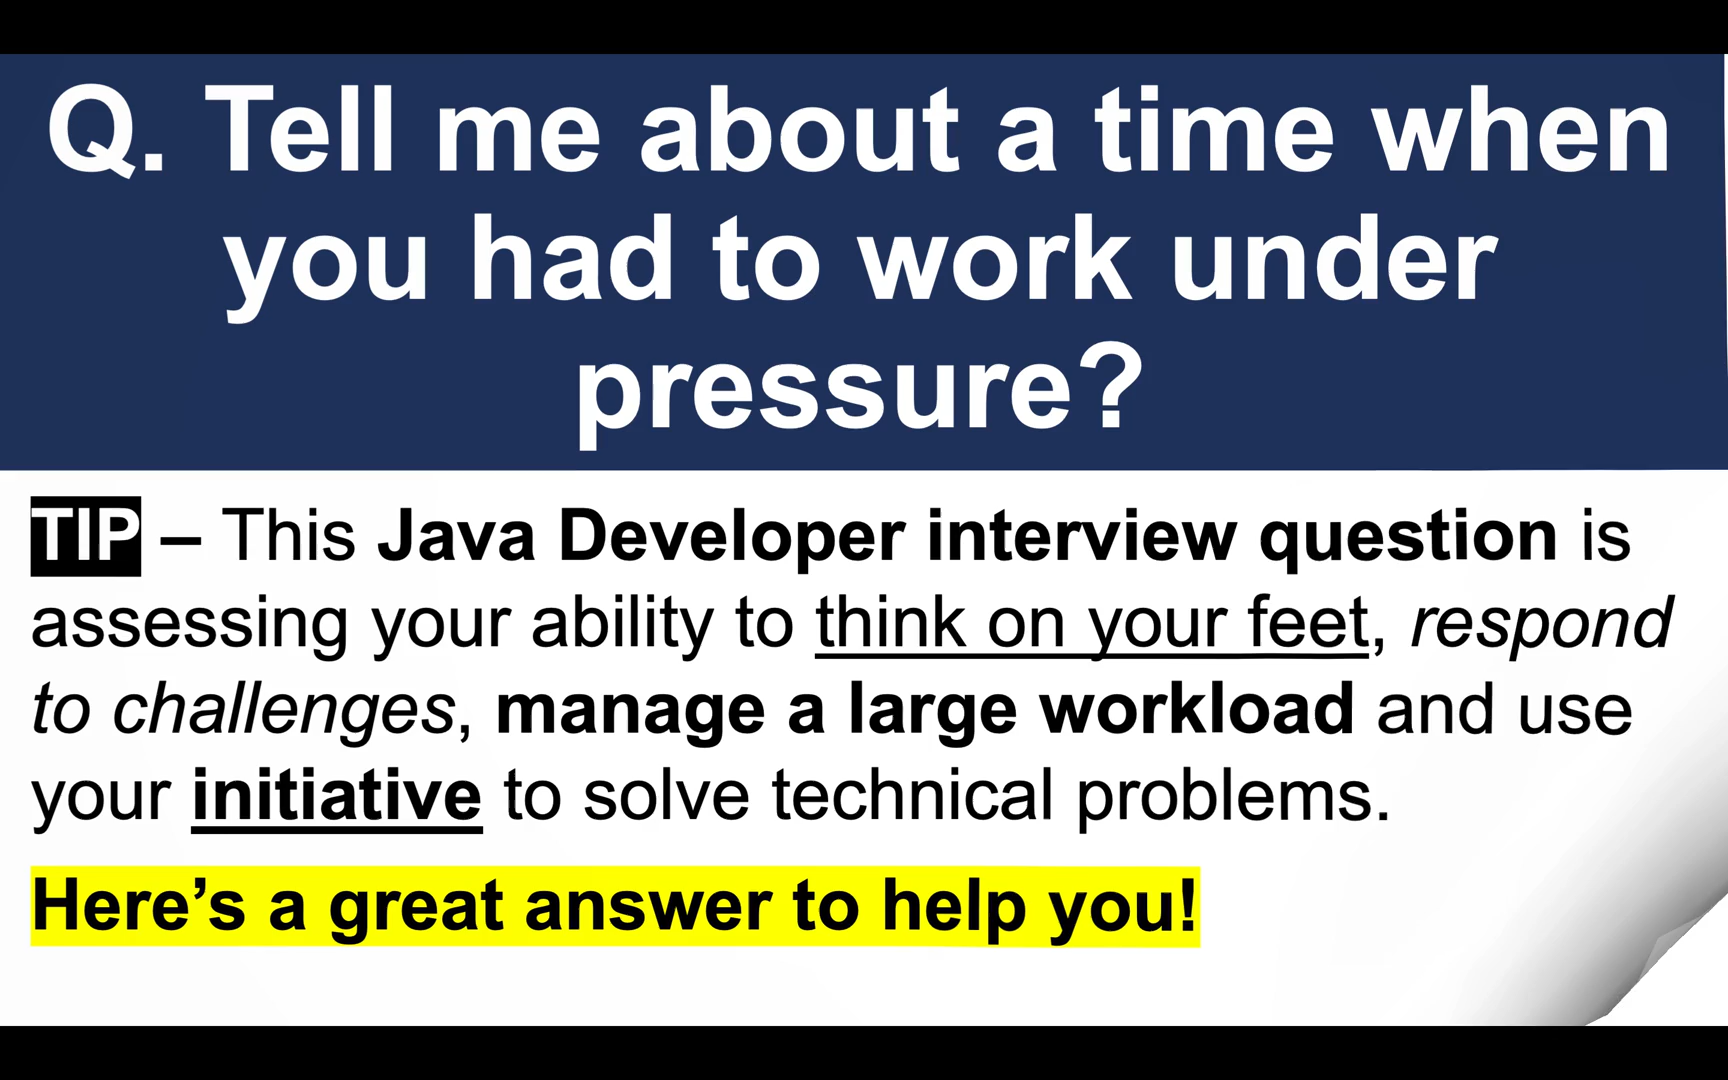 Q. Tell me about a time when
you had to work under
pressure?
TIP – This Java Developer interview question is
assessing your ability to think on your feet, respond
to challenges, manage a large workload and use
your initiative to solve technical problems.
Here’s a great answer to help you!